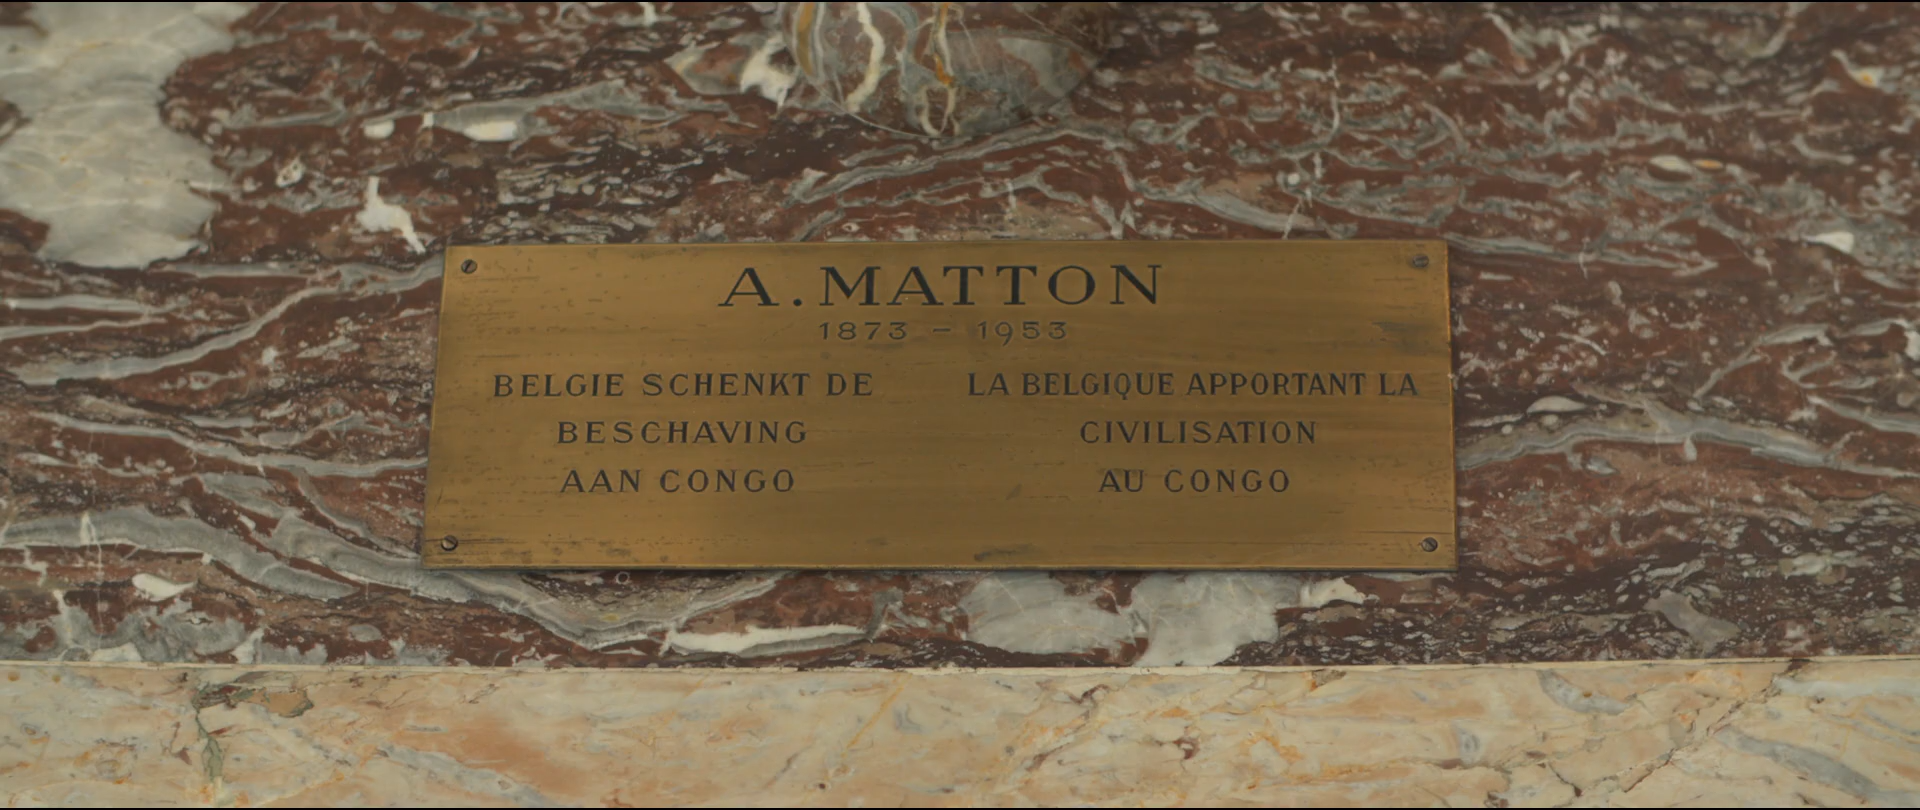 A. MATTON
1873 - 1953
BELGIE SCHENKT DE
BESCHAVING
AAN CONGO
LA BELGIQUE APPORTANT LA
CIVILISATION
AU CONGO